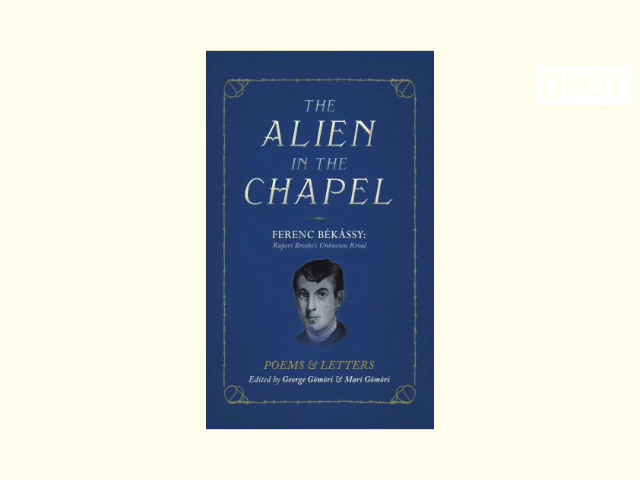 THE
ALIEN
IN THE
CHAPEL
FERENC BÉKÁSSY:
Rupert Brooke's Unknown Rival
POEMS & LETTERS
Edited by George Gömöri & Mari Gömöri